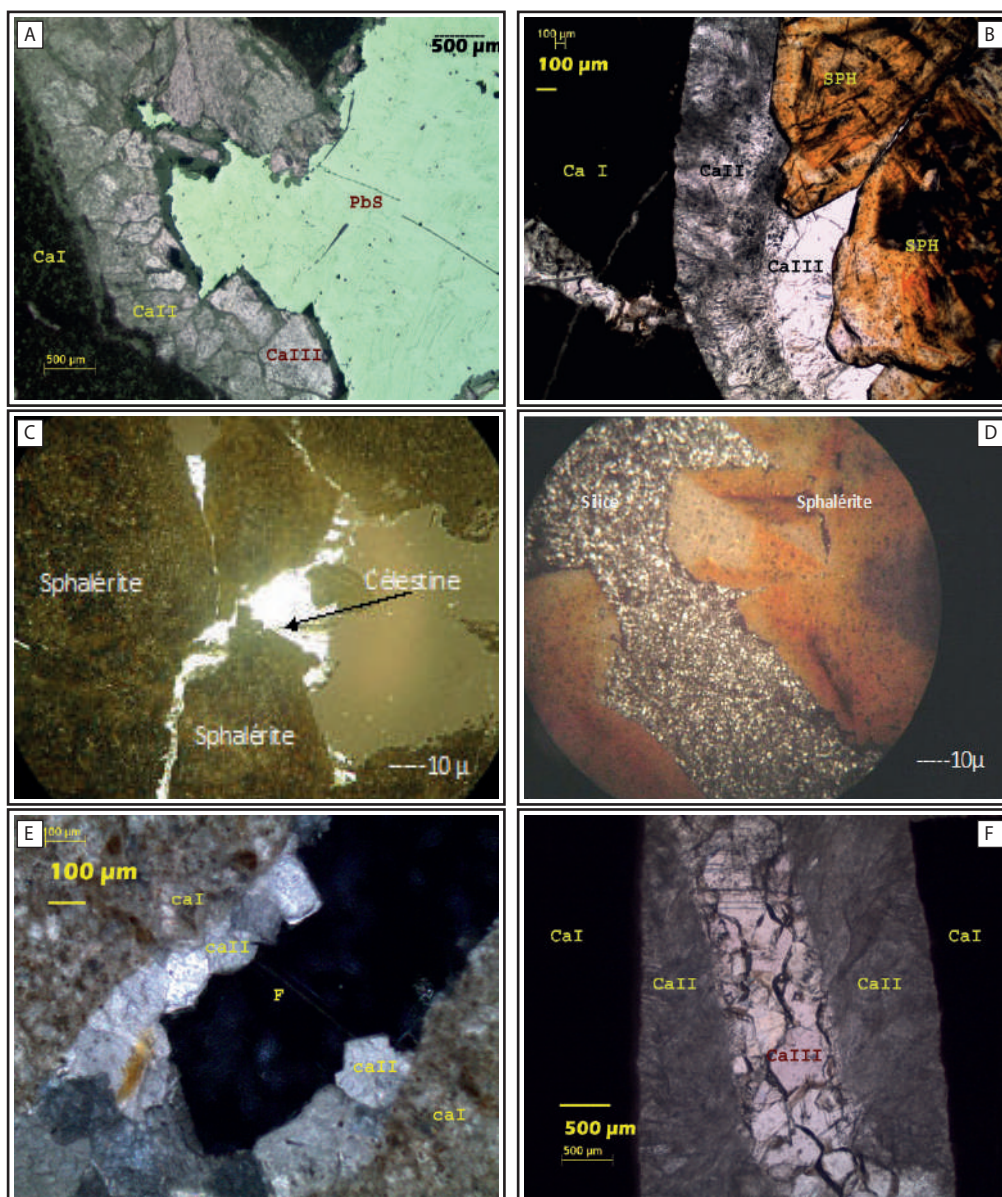 A
500 µm
PbS
CaI
CaII
CaIII
500 µm
B
100 µm
100 µm
SPH
Ca I
CaII
SPH
CaIII
C
Sphalérite
Célestine
Sphalérite
-----10 µ
D
Silice
Sphalérite
-----10µ
E
100 µm
100 µm
caI
caII
F
caII
caI
F
CaI
CaI
CaII
CaII
CaIII
500 µm
500 µm